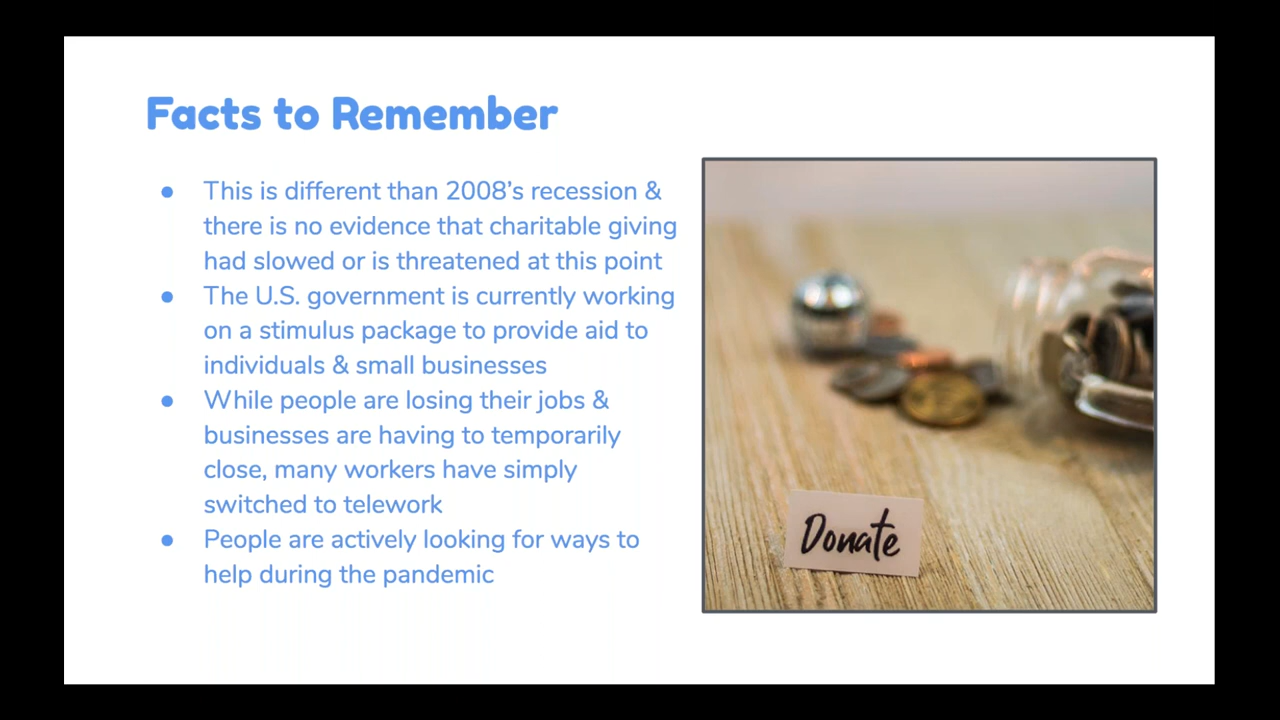 Facts to Remember
● This is different than 2008’s recession &
there is no evidence that charitable giving
had slowed or is threatened at this point
● The U.S. government is currently working
on a stimulus package to provide aid to
individuals & small businesses
● While people are losing their jobs &
businesses are having to temporarily
close, many workers have simply
switched to telework
● People are actively looking for ways to
help during the pandemic
Donate